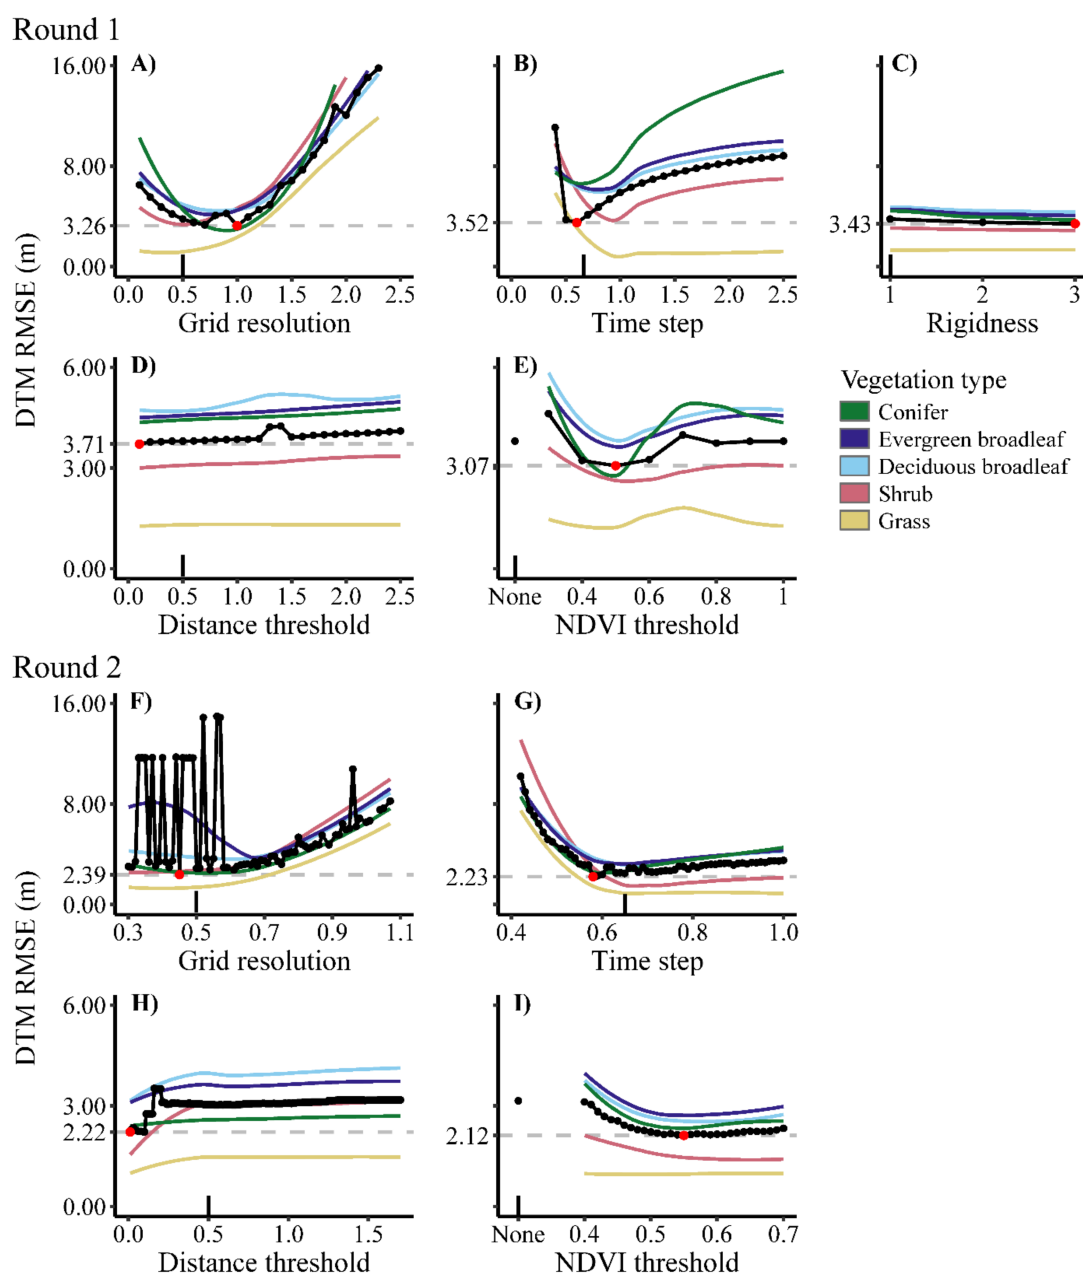 Round 1
DTM RMSE (m)
A)
16.00
8.00
3.26
0.00
0.0 0.5 1.0 1.5 2.0 2.5
Grid resolution
B)
3.52
0.0 0.5 1.0 1.5 2.0 2.5
Time step
C)
3.43
1 2 3
Rigidness
D)
6.00
3.71
3.00
0.00
0.0 0.5 1.0 1.5 2.0 2.5
Distance threshold
E)
3.07
None 0.4 0.6 0.8 1
NDVI threshold
Vegetation type
Conifer
Evergreen broadleaf
Deciduous broadleaf
Shrub
Grass
Round 2
DTM RMSE (m)
F)
16.00
8.00
2.39
0.00
0.3 0.5 0.7 0.9 1.1
Grid resolution
G)
2.23
0.4 0.6 0.8 1.0
Time step
H)
6.00
3.00
2.22
0.00
0.0 0.5 1.0 1.5
Distance threshold
I)
2.12
None 0.4 0.5 0.6 0.7
NDVI threshold